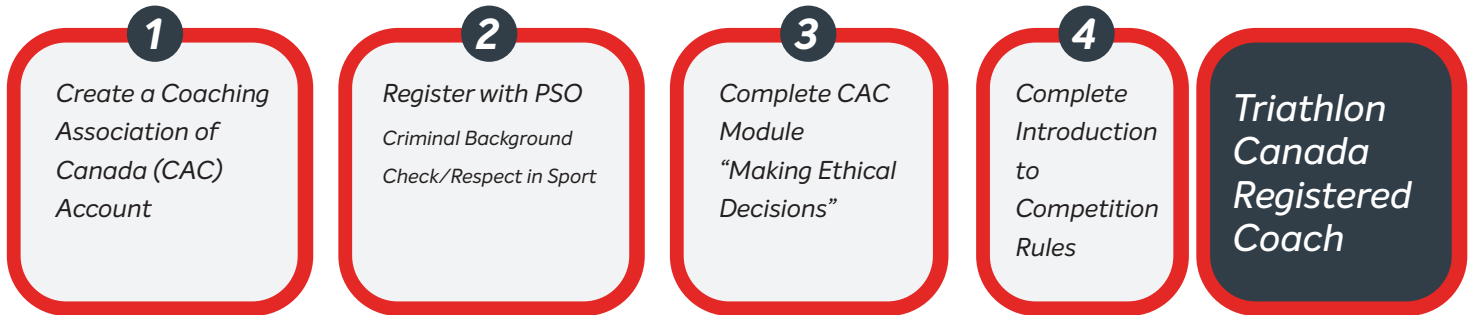 1
Create a Coaching
Association of
Canada (CAC)
Account
2
Register with PSO
Criminal Background
Check/Respect in Sport
3
Complete CAC
Module
“Making Ethical
Decisions”
4
Complete
Introduction
to
Competition
Rules
Triathlon
Canada
Registered
Coach